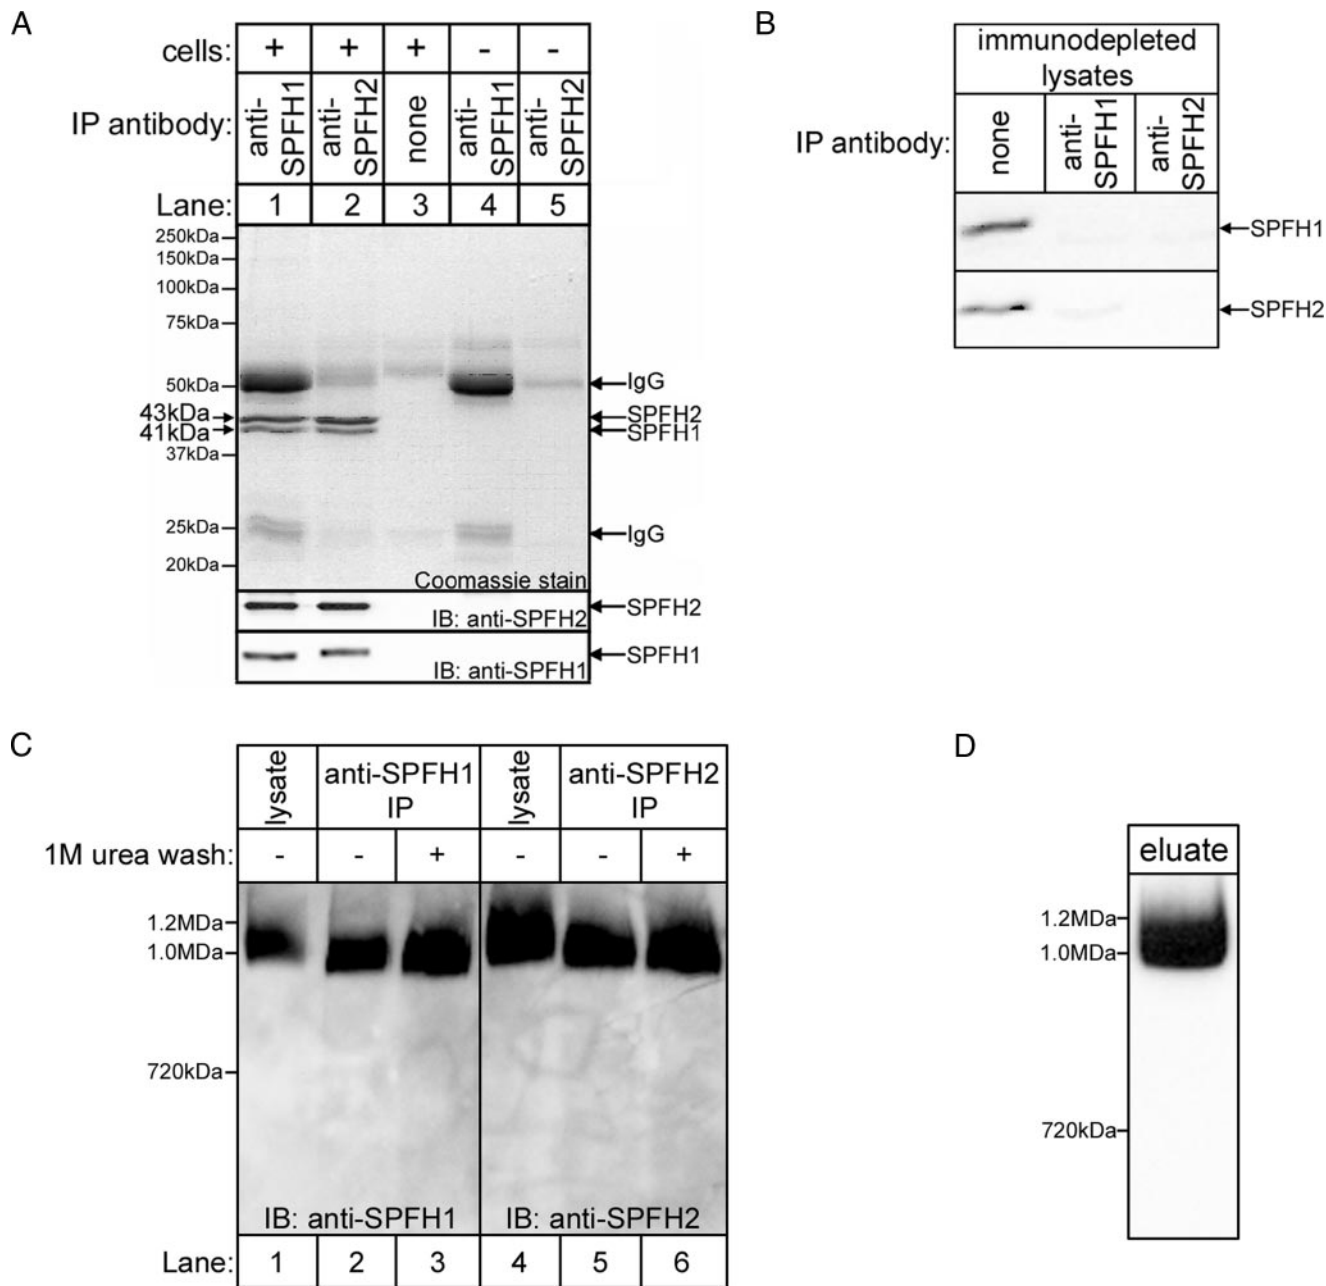 A
cells: + + + - -
IP antibody: anti-SPFH1 anti-SPFH2 none anti-SPFH1 anti-SPFH2
Lane: 1 2 3 4 5
250kDa
150kDa
100kDa
75kDa
50kDa
43kDa
41kDa
37kDa
25kDa
20kDa
IgG
SPFH2
SPFH1
IgG
Coomassie stain
IB: anti-SPFH2
SPFH2
IB: anti-SPFH1
SPFH1
B
immunodepleted
lysates
IP antibody: none anti-SPFH1 anti-SPFH2
SPFH1
SPFH2
C
lysate anti-SPFH1 IP lysate anti-SPFH2 IP
1M urea wash: - - + - - +
1.2MDa
1.0MDa
720kDa
IB: anti-SPFH1 IB: anti-SPFH2
Lane: 1 2 3 4 5 6
D
eluate
1.2MDa
1.0MDa
720kDa